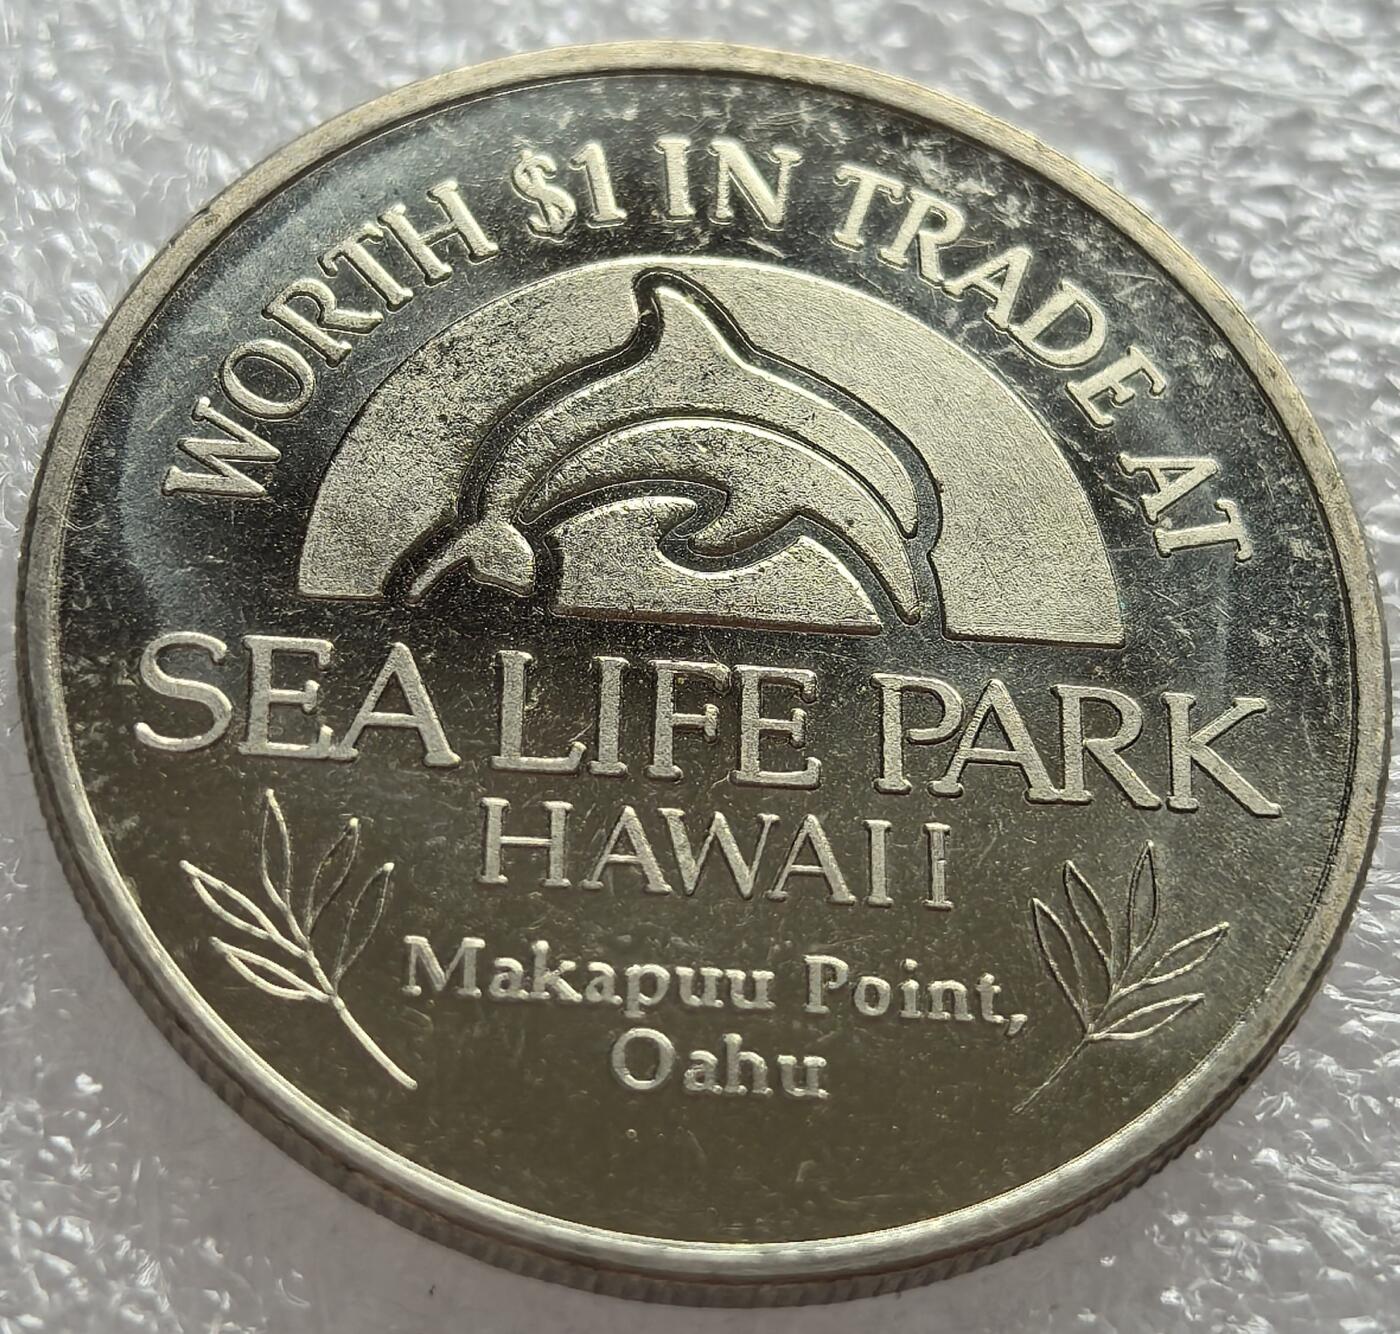 WORTH $1 IN TRADE AT
SEA LIFE PARK
HAWAII
Makapuu Point,
Oahu